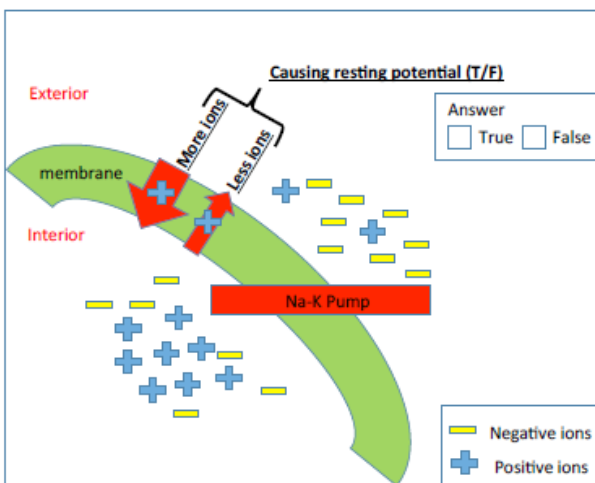 Causing resting potential (T/F)
Exterior
More ions
Less ions
Answer
True False
membrane
Interior
Na-K Pump
Negative ions
Positive ions